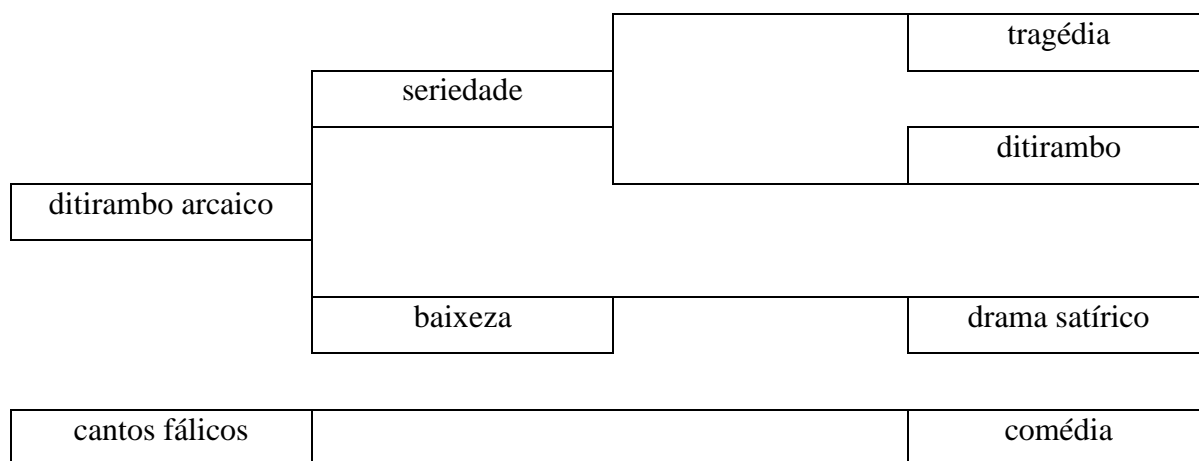 tragédia
seriedade
ditirambo
ditirambo arcaico
baixeza
drama satírico
cantos fálicos
comédia